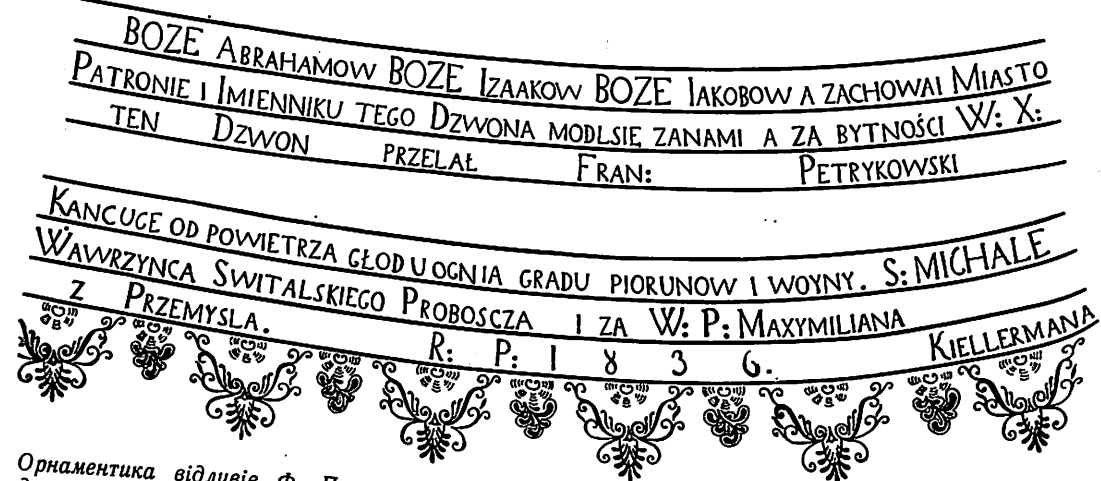 BOZE ABRAHAMOW BOZE IZAAKOW BOZE IAKOBOW A ZACHOWAI MIASTO
PATRONIE I IMIENNIKU TEGO DZWONA MODLSIĘ ZANAMI A ZA BYTNOŚCI W: X:
TEN DZWON PRZELAŁ FRAN: PETRYKOWSKI
KANCUGE OD POWIETRZA GŁODU OGNIA GRADU PIORUNOW I WOYNY. S: MICHALE
WAWRZYNCA SWITALSKIEGO PROBOSCZA I ZA W: P: MAXYMILIANA
Z PRZEMYSLA. R: P: 1 8 3 6. KIELLERMANA
Орнаментика відливів Ф.